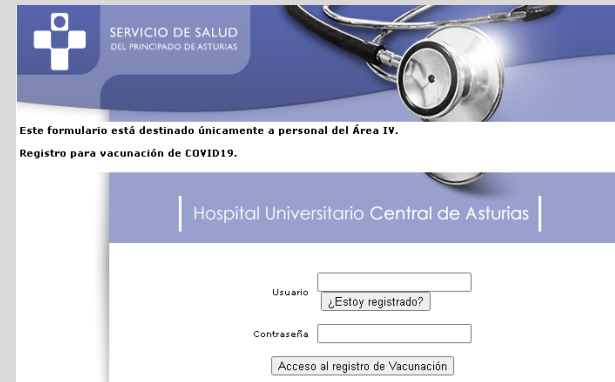 SERVICIO DE SALUD
DEL PRINCIPADO DE ASTURIAS
Este formulario está destinado únicamente a personal del Área IV.
Registro para vacunación de COVID19.
Hospital Universitario Central de Asturias
Usuario
¿Estoy registrado?
Contraseña
Acceso al registro de Vacunación